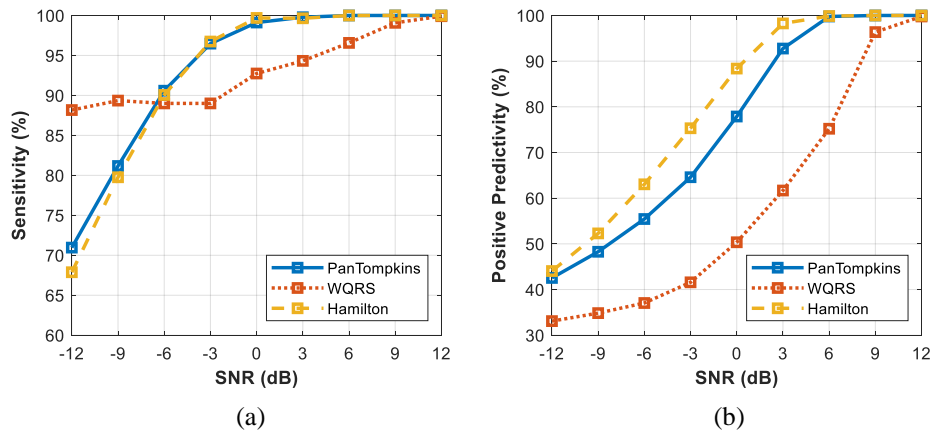 100
95
90
85
80
75
70
65
60
Sensitivity (%)
-12 -9 -6 -3 0 3 6 9 12
SNR (dB)
PanTompkins
WQRS
Hamilton
(a)
100
90
80
70
60
50
40
30
Positive Predictivity (%)
-12 -9 -6 -3 0 3 6 9 12
SNR (dB)
PanTompkins
WQRS
Hamilton
(b)